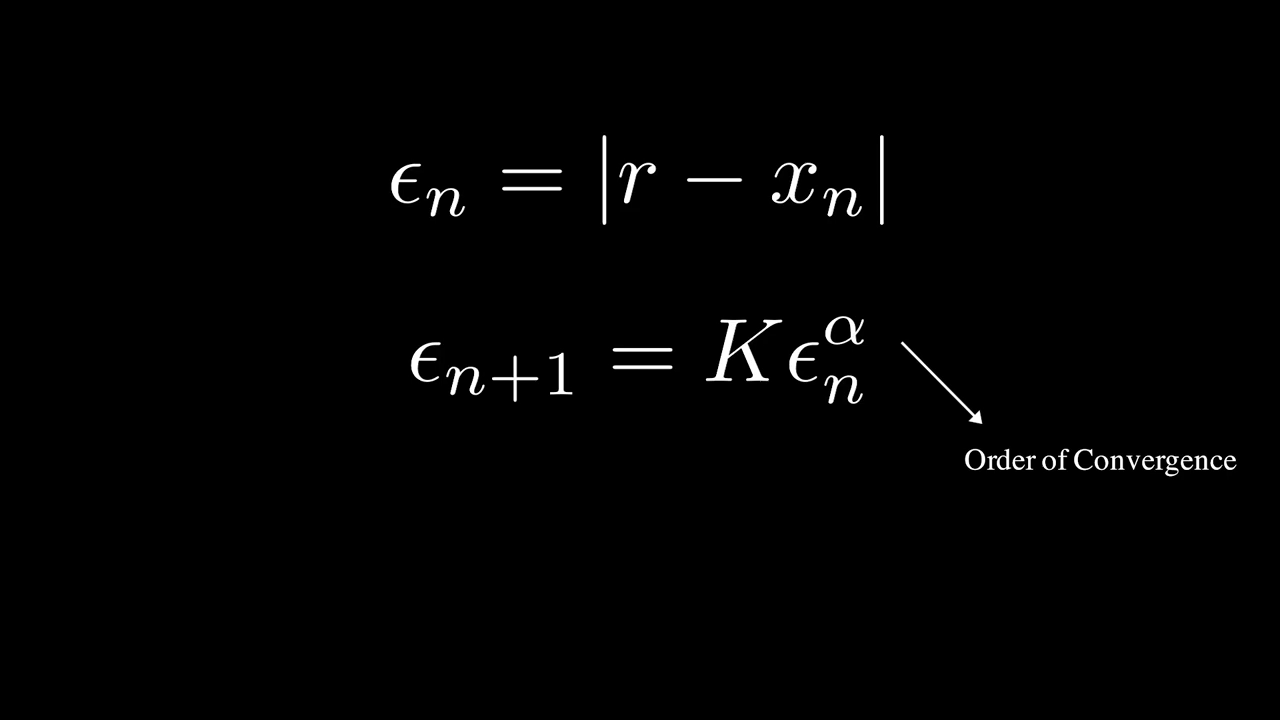 ϵₙ = |r − xₙ|
ϵₙ₊₁ = Kϵₙ^α
Order of Convergence